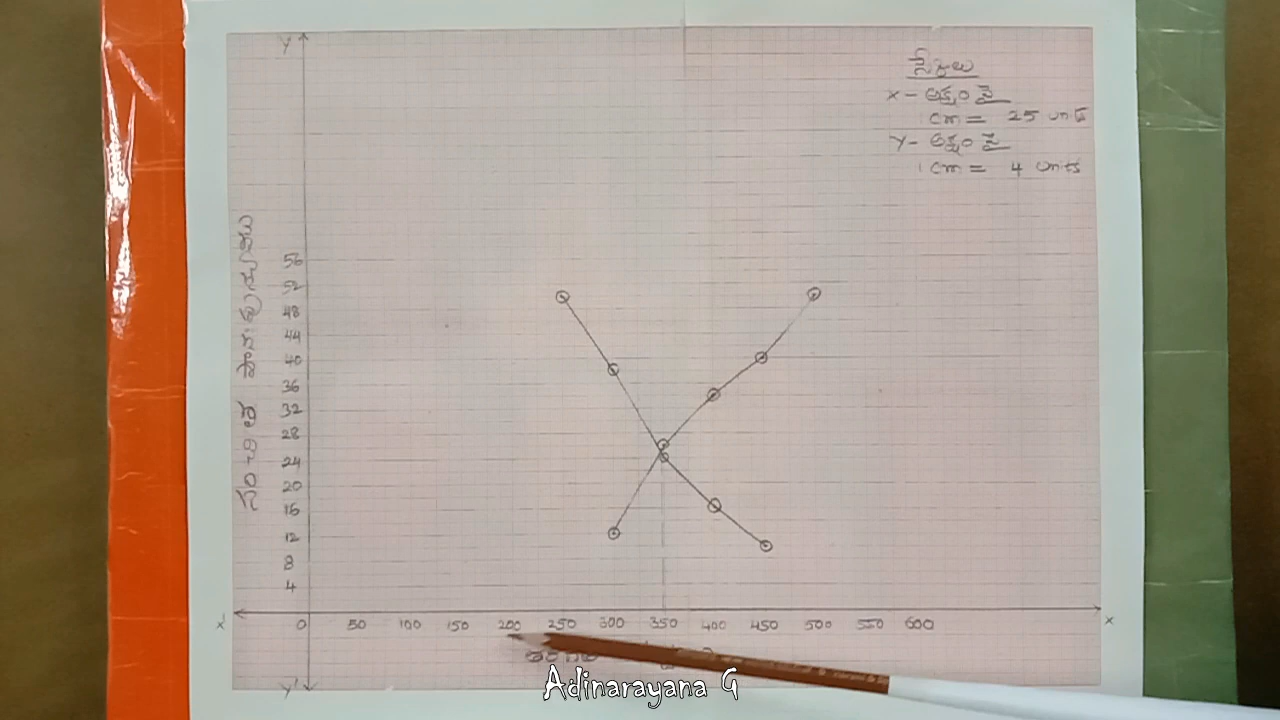 Y
స్కేలు
X - అక్షం పై
1 cm = 25 units
Y - అక్షం పై
1 cm = 4 units
సంచిత పౌనఃపున్యాలు
56
52
48
44
40
36
32
28
24
20
16
12
8
4
X' 0 50 100 150 200 250 300 350 400 450 500 550 600 X
Y'
Adinarayana G